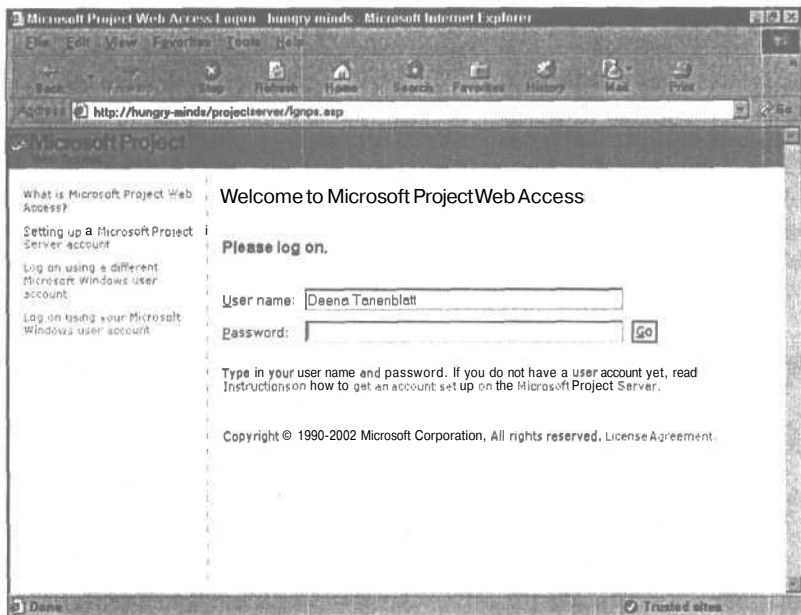 Microsoft Project Web Access Logon - hungry minds - Microsoft Internet Explorer
File Edit View Favorites Tools Help
Back Stop Refresh Home Search Favorites History Mail Print
Address http://hungry-minds/projectserver/lgnps.asp Go
Microsoft Project
Web Access
What is Microsoft Project Web
Access?
Setting up a Microsoft Project
Server account
Log on using a different
Microsoft Windows user
account
Log on using your Microsoft
Windows user account
Welcome to Microsoft Project Web Access
Please log on.
User name: Deena Tanenblatt
Password: Go
Type in your user name and password. If you do not have a user account yet, read
Instructions on how to get an account set up on the Microsoft Project Server.
Copyright © 1990-2002 Microsoft Corporation, All rights reserved. License Agreement.
Done Trusted sites